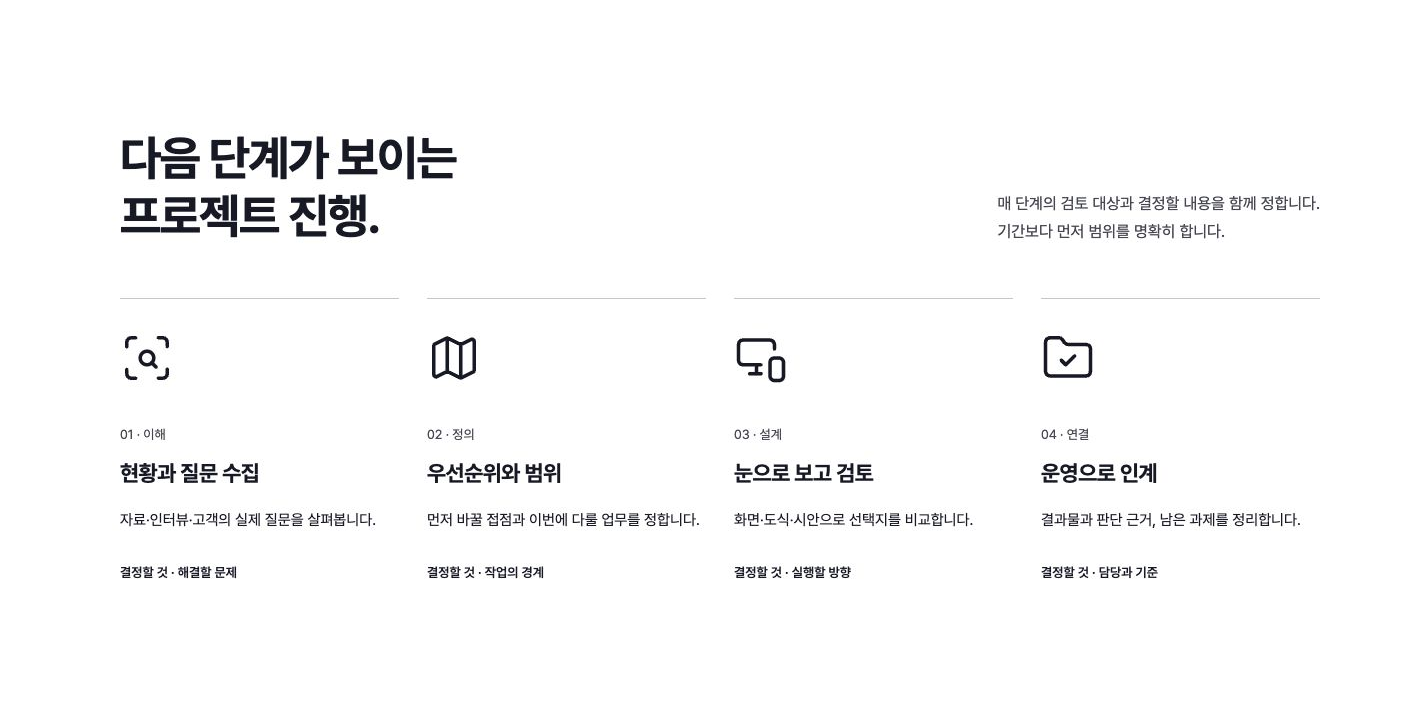 다음 단계가 보이는
프로젝트 진행.
매 단계의 검토 대상과 결정할 내용을 함께 정합니다.
기간보다 먼저 범위를 명확히 합니다.
01 · 이해
현황과 질문 수집
자료·인터뷰·고객의 실제 질문을 살펴봅니다.
결정할 것 · 해결할 문제
02 · 정의
우선순위와 범위
먼저 바꿀 접점과 이번에 다룰 업무를 정합니다.
결정할 것 · 작업의 경계
03 · 설계
눈으로 보고 검토
화면·도식·시안으로 선택지를 비교합니다.
결정할 것 · 실행할 방향
04 · 연결
운영으로 인계
결과물과 판단 근거, 남은 과제를 정리합니다.
결정할 것 · 담당과 기준